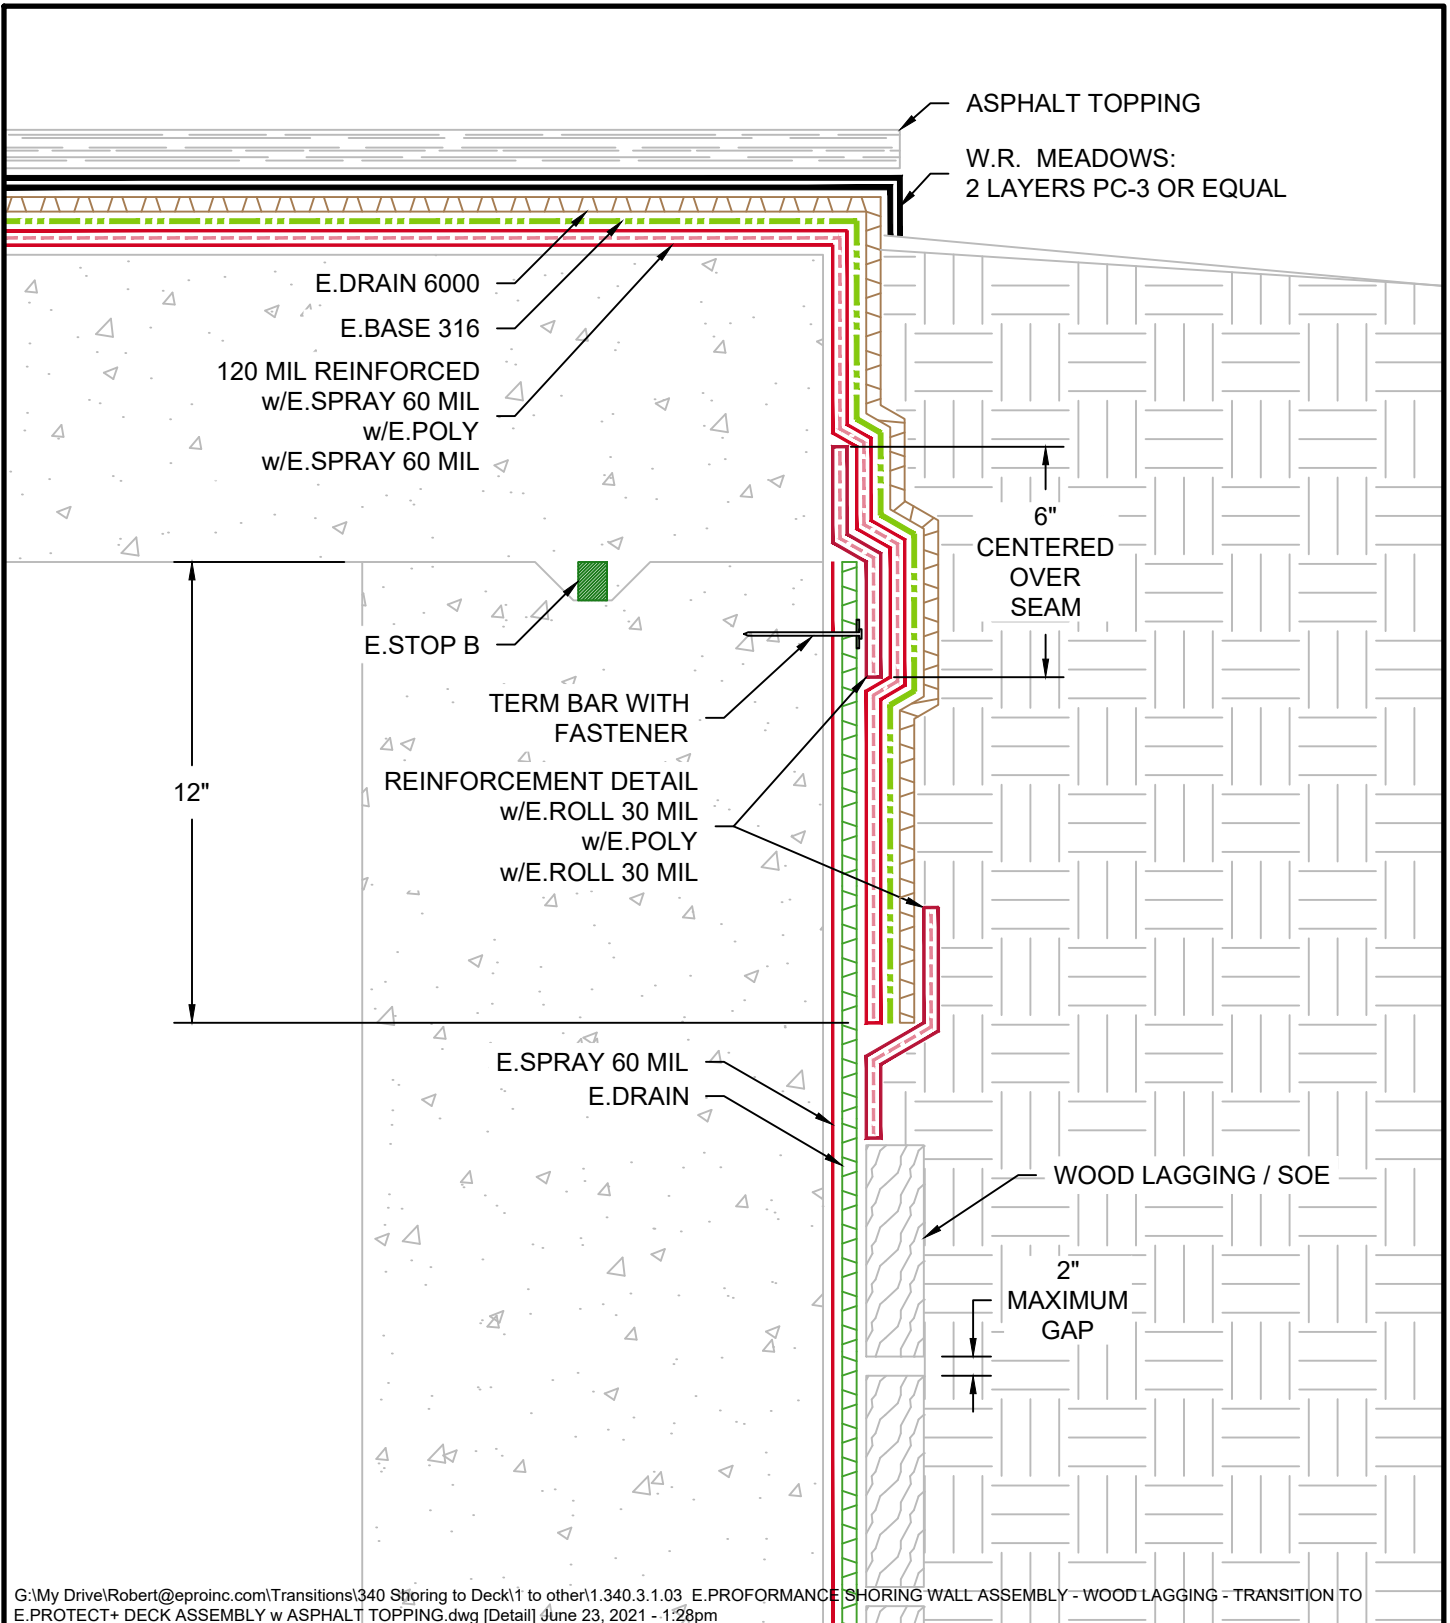 ASPHALT TOPPING
W.R. MEADOWS:
2 LAYERS PC-3 OR EQUAL
E.DRAIN 6000
E.BASE 316
120 MIL REINFORCED
w/E.SPRAY 60 MIL
w/E.POLY
w/E.SPRAY 60 MIL
6"
CENTERED
OVER
SEAM
E.STOP B
TERM BAR WITH
FASTENER
12"
REINFORCEMENT DETAIL
w/E.ROLL 30 MIL
w/E.POLY
w/E.ROLL 30 MIL
E.SPRAY 60 MIL
E.DRAIN
WOOD LAGGING / SOE
2"
MAXIMUM
GAP
G:\My Drive\Robert@eproinc.com\Transitions\340 Shoring to Deck\1 to other\1.340.3.1.03 E.PROFORMANCE SHORING WALL ASSEMBLY - WOOD LAGGING - TRANSITION TO
E.PROTECT+ DECK ASSEMBLY w ASPHALT TOPPING.dwg [Detail] June 23, 2021 - 1:28pm